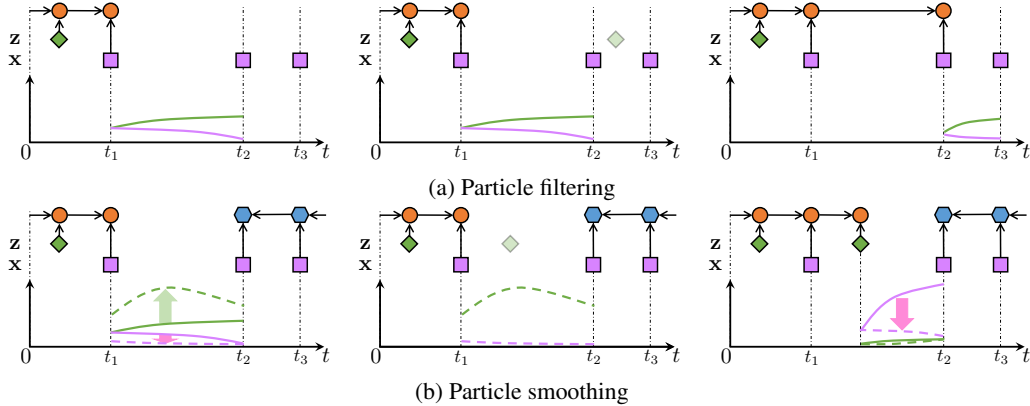 z z z
x x x
0 t₁ t₂ t₃ t 0 t₁ t₂ t₃ t 0 t₁ t₂ t₃ t
(a) Particle filtering
z z z
x x x
0 t₁ t₂ t₃ t 0 t₁ t₂ t₃ t 0 t₁ t₂ t₃ t
(b) Particle smoothing